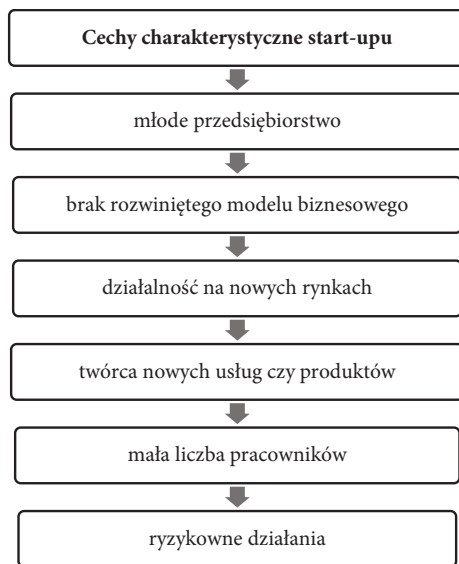 Cechy charakterystyczne start-upu
młode przedsiębiorstwo
brak rozwiniętego modelu biznesowego
działalność na nowych rynkach
twórca nowych usług czy produktów
mała liczba pracowników
ryzykowne działania